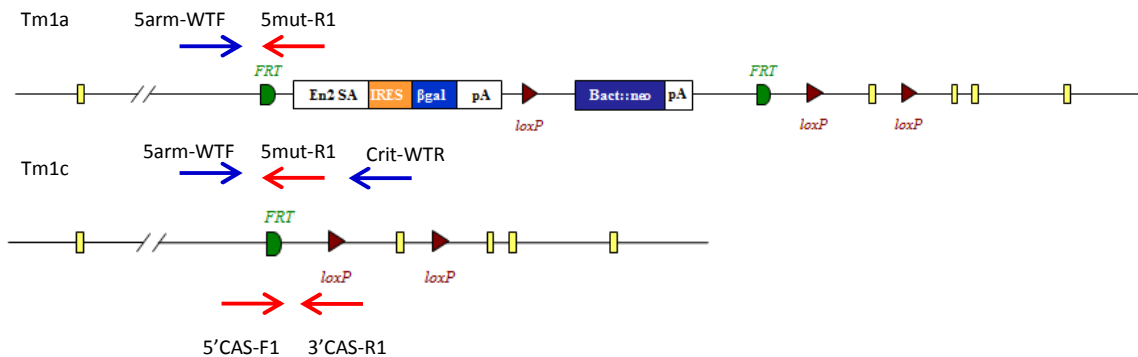 Tm1a 5arm-WTF 5mut-R1
FRT FRT
En2 SA IRES βgal pA Bact::neo pA
loxP loxP loxP
Tm1c 5arm-WTF 5mut-R1 Crit-WTR
FRT
loxP loxP
5'CAS-F1 3'CAS-R1